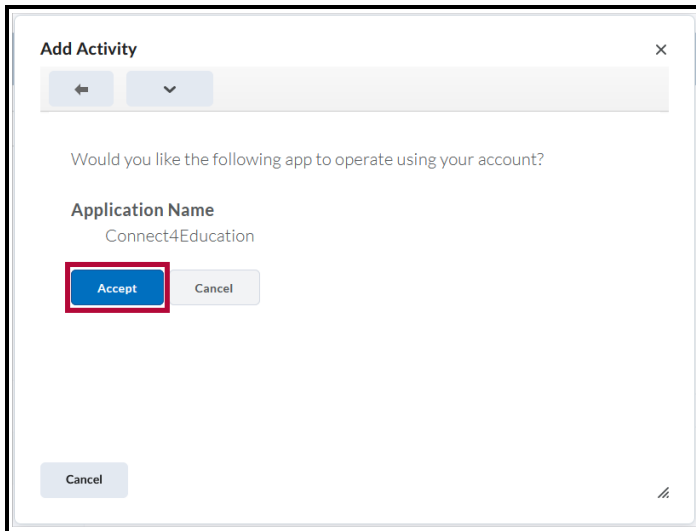 Add Activity
Would you like the following app to operate using your account?
Application Name
Connect4Education
Accept Cancel
Cancel